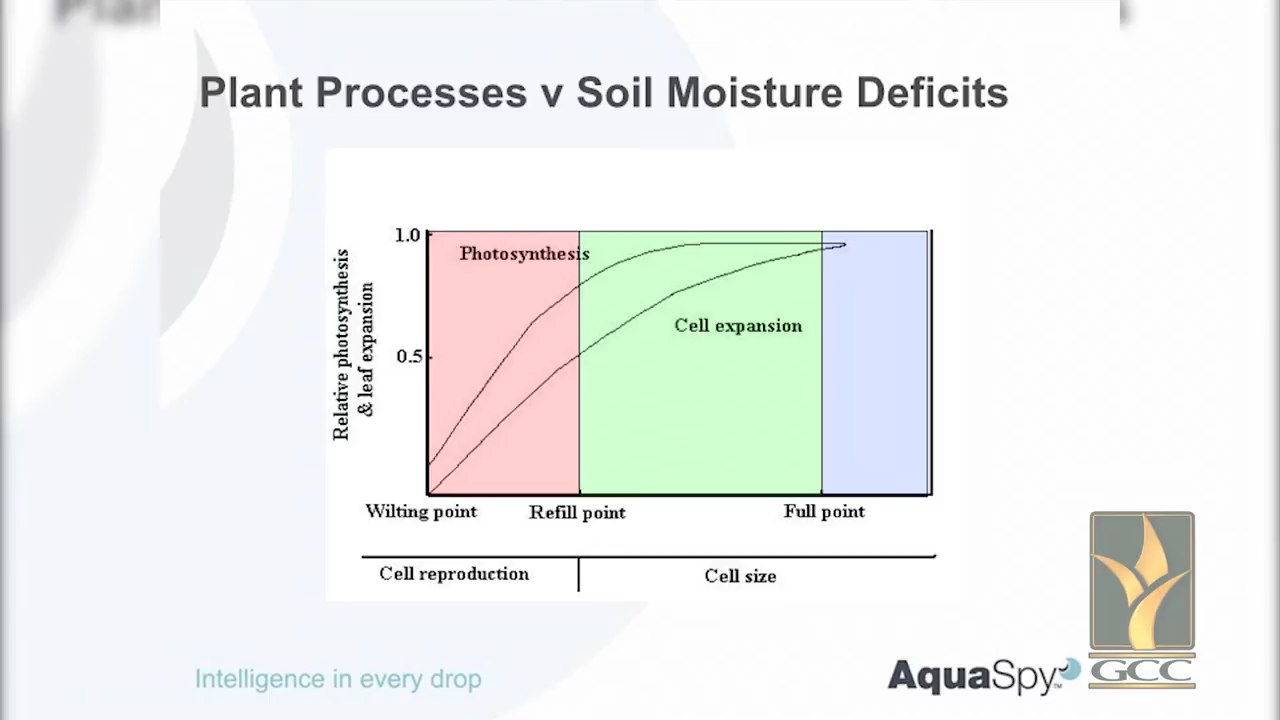 Plant Processes v Soil Moisture Deficits
Relative photosynthesis
& leaf expansion
1.0
0.5
Photosynthesis
Cell expansion
Wilting point
Refill point
Full point
Cell reproduction
Cell size
Intelligence in every drop
AquaSpy™
GCC